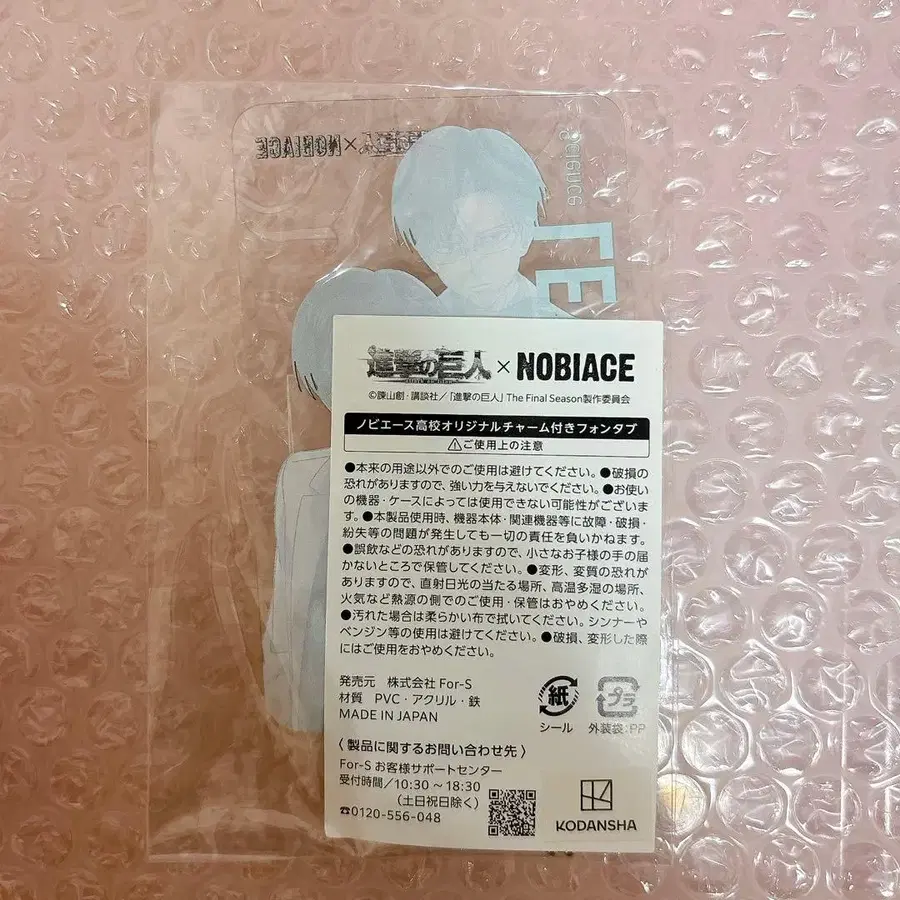 進撃の巨人×NOBIACE
Science
TE
進撃の巨人 × NOBIACE
©諫山創・講談社／「進撃の巨人」The Final Season製作委員会
ノビエース高校オリジナルチャーム付きフォンタブ
⚠ご使用上の注意
●本来の用途以外でのご使用は避けてください。●破損の
恐れがありますので、強い力を与えないでください。●お使い
の機器・ケースによっては使用できない可能性がございま
す。●本製品使用時、機器本体・関連機器等に故障・破損・
紛失等の問題が発生しても一切の責任を負いかねます。
●誤飲などの恐れがありますので、小さなお子様の手の届
かないところで保管してください。●変形、変質の恐れが
ありますので、直射日光の当たる場所、高温多湿の場所、
火気など熱源の側でのご使用・保管はおやめください。
●汚れた場合は柔らかい布で拭いてください。シンナーや
ベンジン等の使用は避けてください。●破損、変形した際
にはご使用をおやめください。
発売元 株式会社 For-S
材質 PVC・アクリル・鉄
MADE IN JAPAN
紙
シール
プラ
外装袋:PP
〈 製品に関するお問い合わせ先 〉
For-S お客様サポートセンター
受付時間／10:30～18:30
（土日祝日除く）
☎0120-556-048
KODANSHA